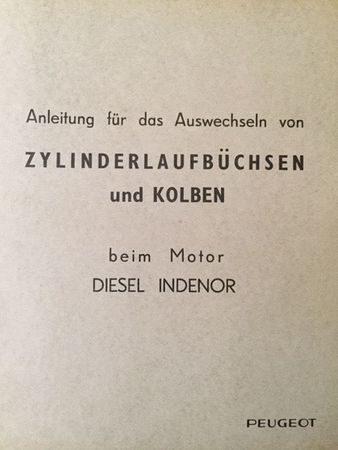 Anleitung für das Auswechseln von
ZYLINDERLAUFBÜCHSEN
und KOLBEN
beim Motor
DIESEL INDENOR
PEUGEOT